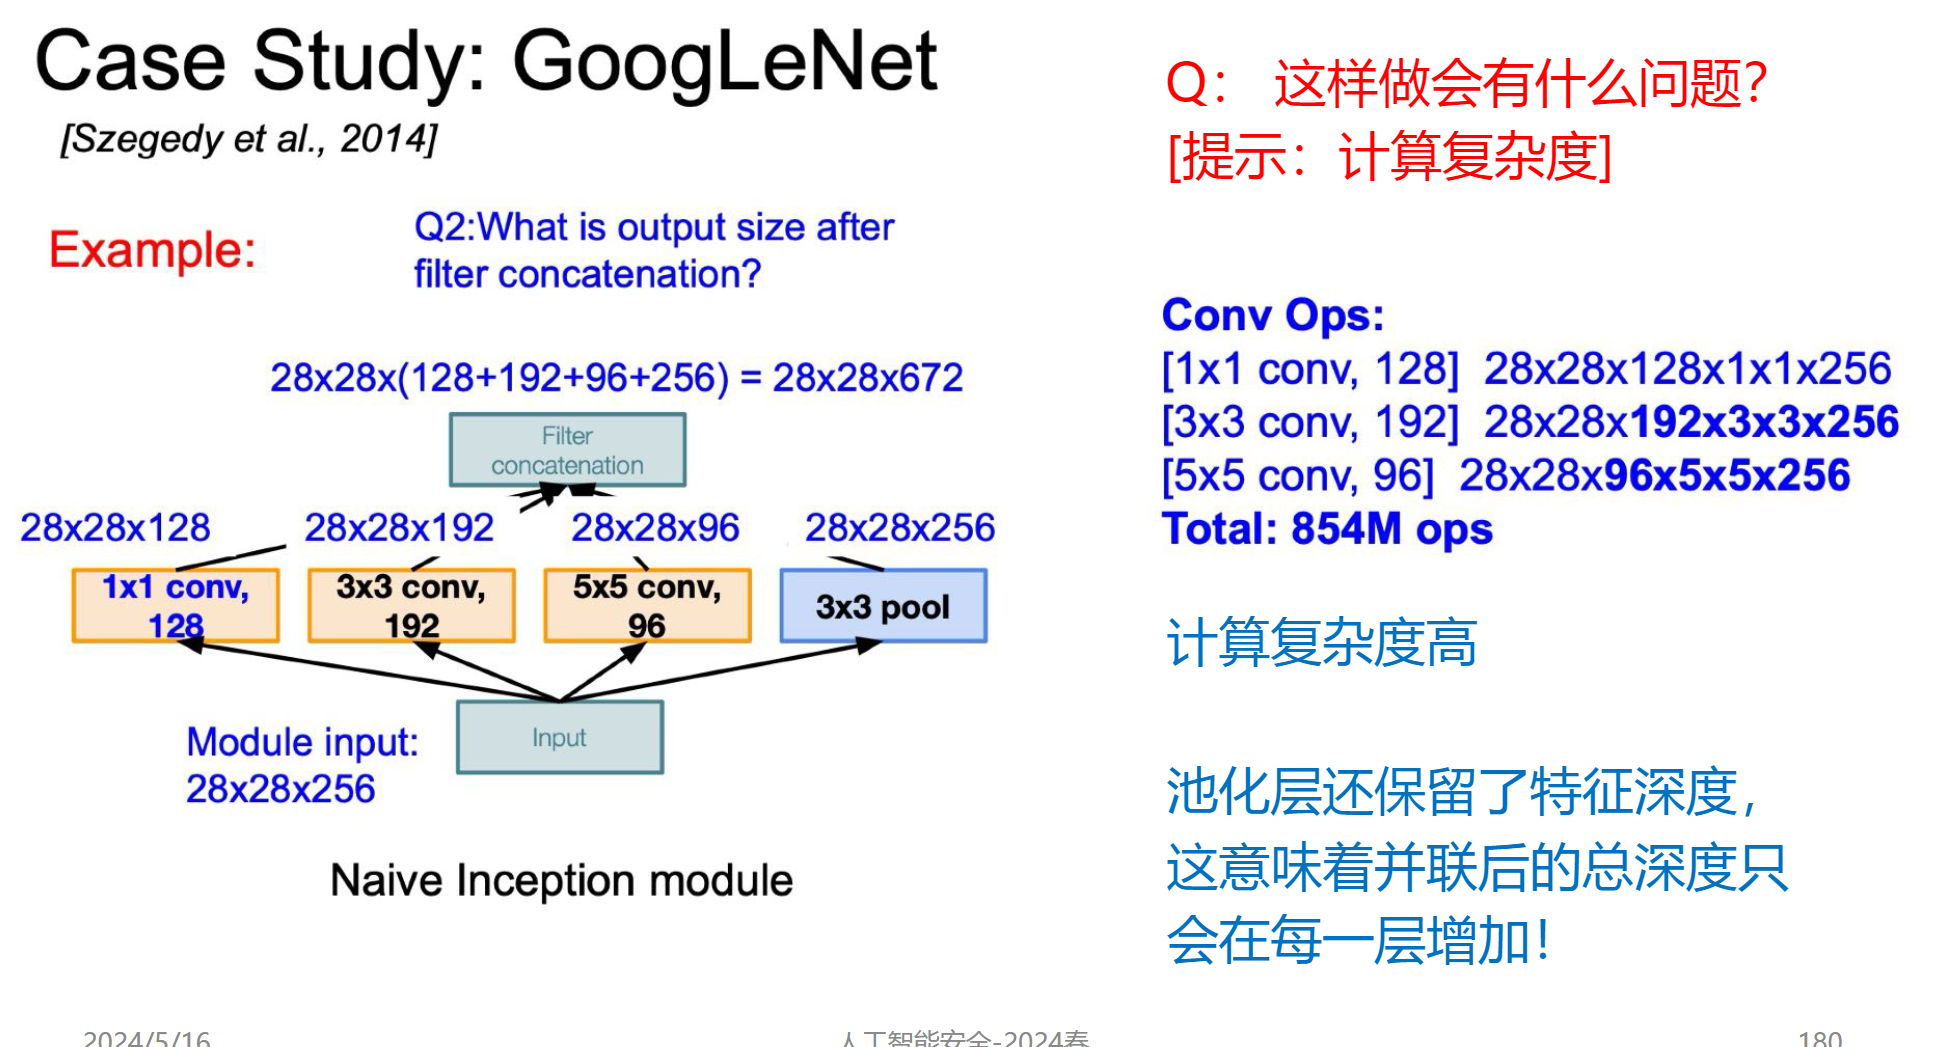 Case Study: GoogLeNet
[Szegedy et al., 2014]
Example:
Q2:What is output size after
filter concatenation?
28x28x(128+192+96+256) = 28x28x672
Filter
concatenation
28x28x128
28x28x192
28x28x96
28x28x256
1x1 conv,
128
3x3 conv,
192
5x5 conv,
96
3x3 pool
Input
Module input:
28x28x256
Naive Inception module
Q： 这样做会有什么问题？
[提示：计算复杂度]
Conv Ops:
[1x1 conv, 128] 28x28x128x1x1x256
[3x3 conv, 192] 28x28x192x3x3x256
[5x5 conv, 96] 28x28x96x5x5x256
Total: 854M ops
计算复杂度高
池化层还保留了特征深度，
这意味着并联后的总深度只
会在每一层增加！
2024/5/16
人工智能安全-2024春
180